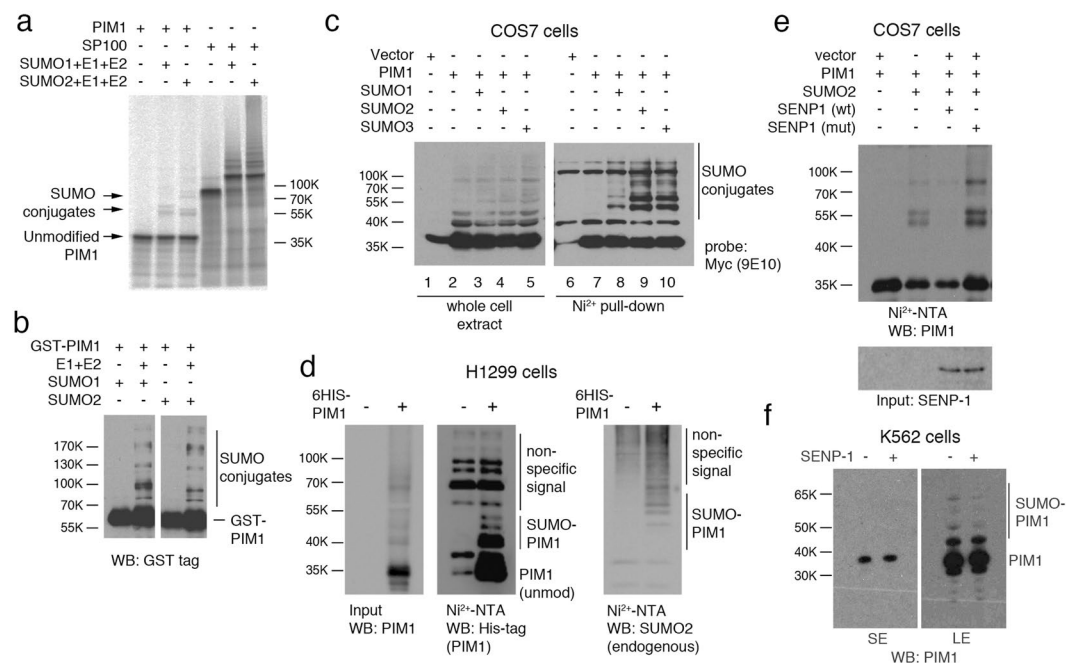 a
PIM1 + + + - - -
SP100 - - - + + +
SUMO1+E1+E2 - + - - + -
SUMO2+E1+E2 - - + - - +
SUMO
conjugates
Unmodified
PIM1
100K
70K
55K
35K
b
GST-PIM1 + + + +
E1+E2 - + - +
SUMO1 + + - -
SUMO2 - - + +
170K
130K
100K
70K
55K
SUMO
conjugates
GST-
PIM1
WB: GST tag
c
COS7 cells
Vector + - - - - + - - - -
PIM1 - + + + + - + + + +
SUMO1 - - + - - - - + - -
SUMO2 - - - + - - - - + -
SUMO3 - - - - + - - - - +
100K
70K
55K
40K
35K
SUMO
conjugates
probe:
Myc (9E10)
1 2 3 4 5 6 7 8 9 10
whole cell
extract
Ni²⁺ pull-down
d
H1299 cells
6HIS-
PIM1 - +
- +
6HIS-
PIM1 - +
100K
70K
55K
40K
35K
non-
specific
signal
SUMO-
PIM1
PIM1
(unmod)
non-
specific
signal
SUMO-
PIM1
Input
WB: PIM1
Ni²⁺-NTA
WB: His-tag
(PIM1)
Ni²⁺-NTA
WB: SUMO2
(endogenous)
e
COS7 cells
vector + - + +
PIM1 + + + +
SUMO2 - + + +
SENP1 (wt) - - + -
SENP1 (mut) - - - +
100K
70K
55K
40K
35K
Ni²⁺-NTA
WB: PIM1
Input: SENP-1
f
K562 cells
SENP-1 - + - +
65K
50K
40K
30K
SUMO-
PIM1
PIM1
SE
LE
WB: PIM1